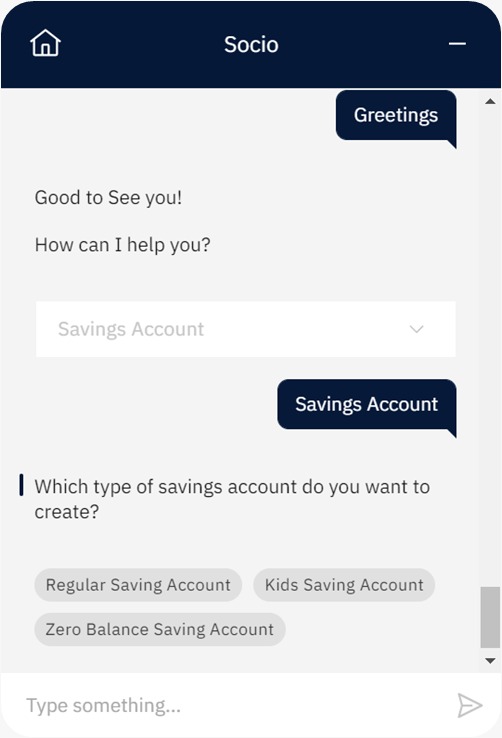 Socio
Greetings
Good to See you!
How can I help you?
Savings Account
Savings Account
Which type of savings account do you want to
create?
Regular Saving Account
Kids Saving Account
Zero Balance Saving Account
Type something...